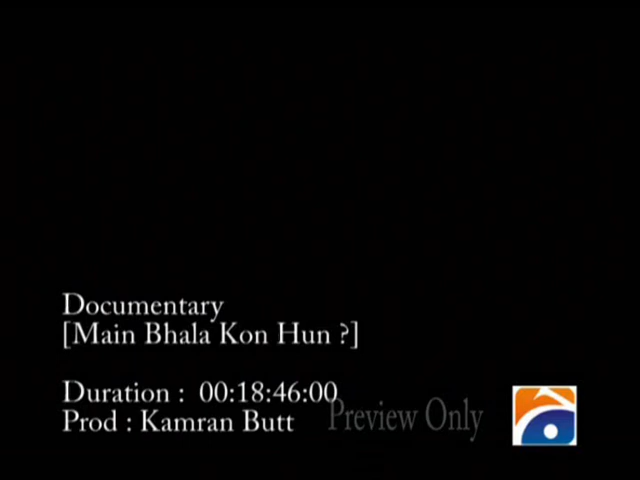 Documentary
[Main Bhala Kon Hun ?]
Duration : 00:18:46:00
Prod : Kamran Butt
Preview Only